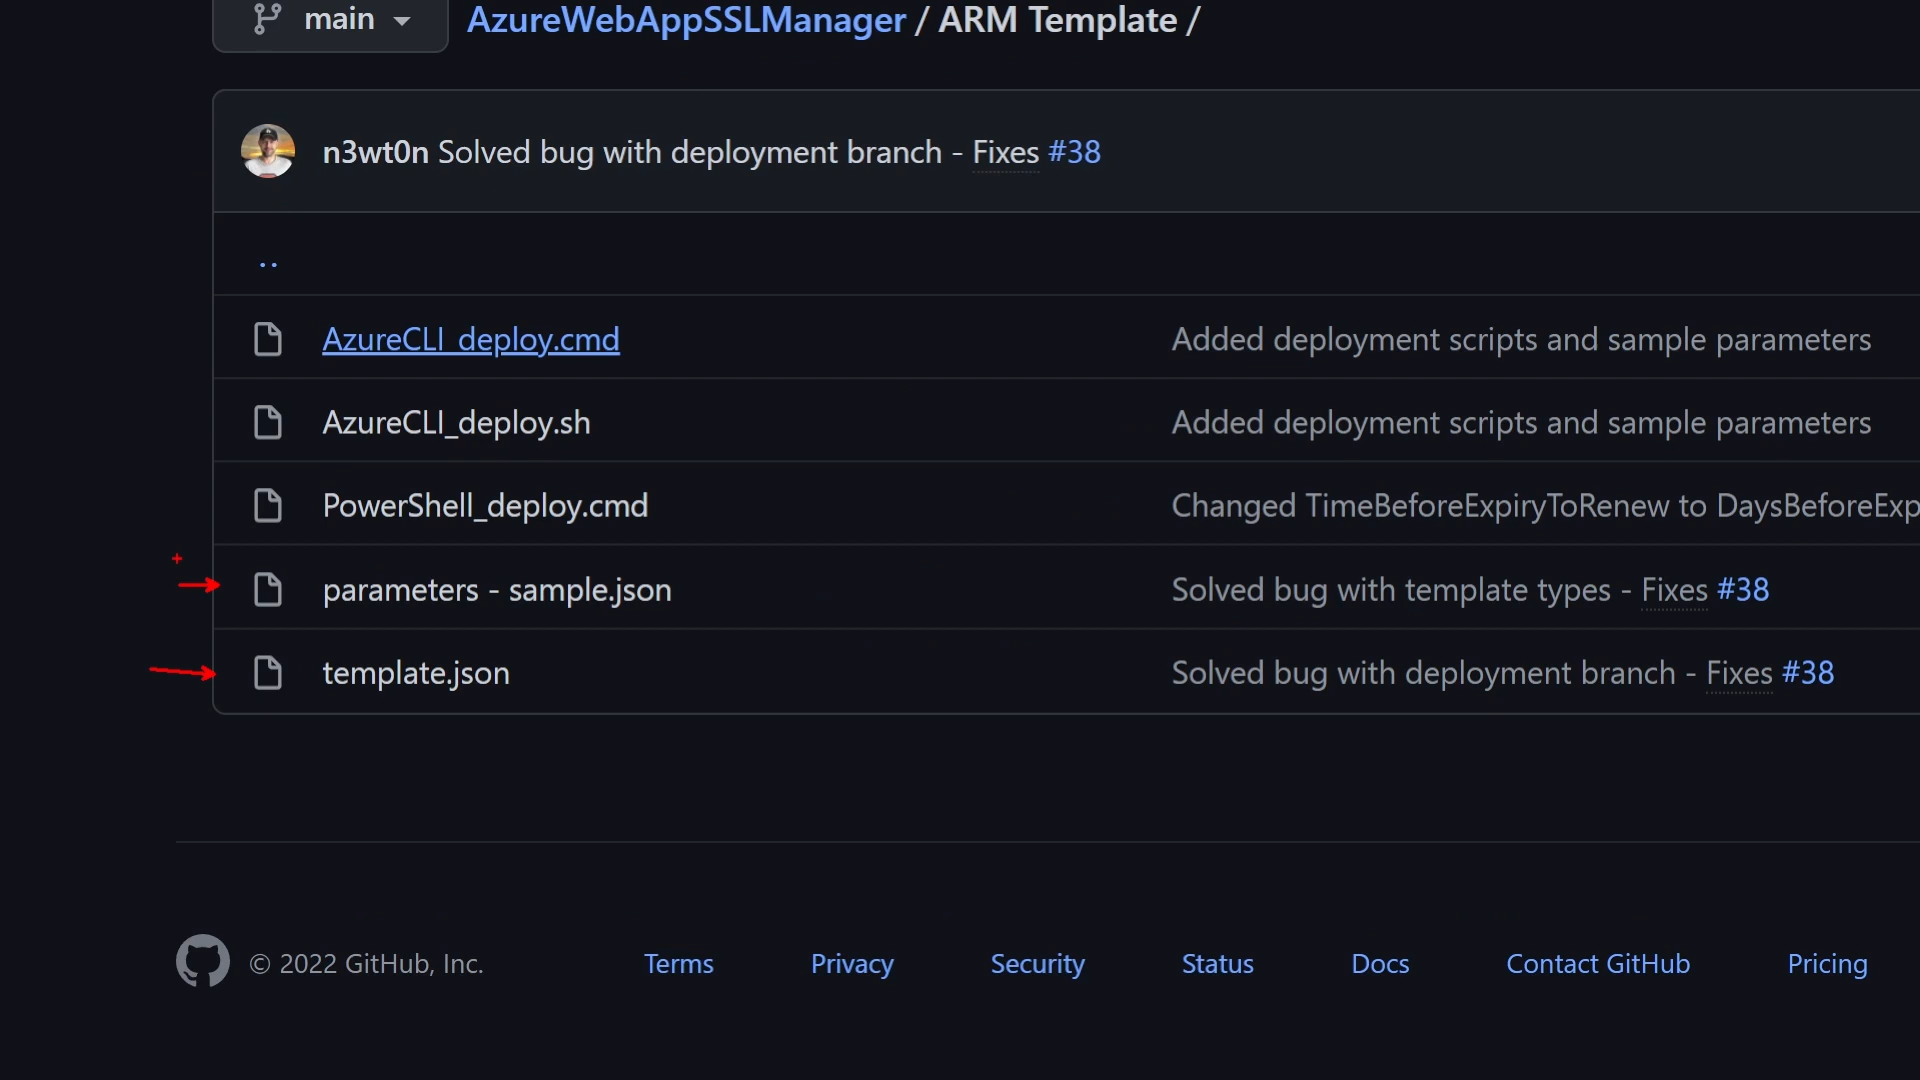 main
AzureWebAppSSLManager / ARM Template /
n3wt0n Solved bug with deployment branch - Fixes #38
..
AzureCLI_deploy.cmd Added deployment scripts and sample parameters
AzureCLI_deploy.sh Added deployment scripts and sample parameters
PowerShell_deploy.cmd Changed TimeBeforeExpiryToRenew to DaysBeforeExp
parameters - sample.json Solved bug with template types - Fixes #38
template.json Solved bug with deployment branch - Fixes #38
© 2022 GitHub, Inc. Terms Privacy Security Status Docs Contact GitHub Pricing